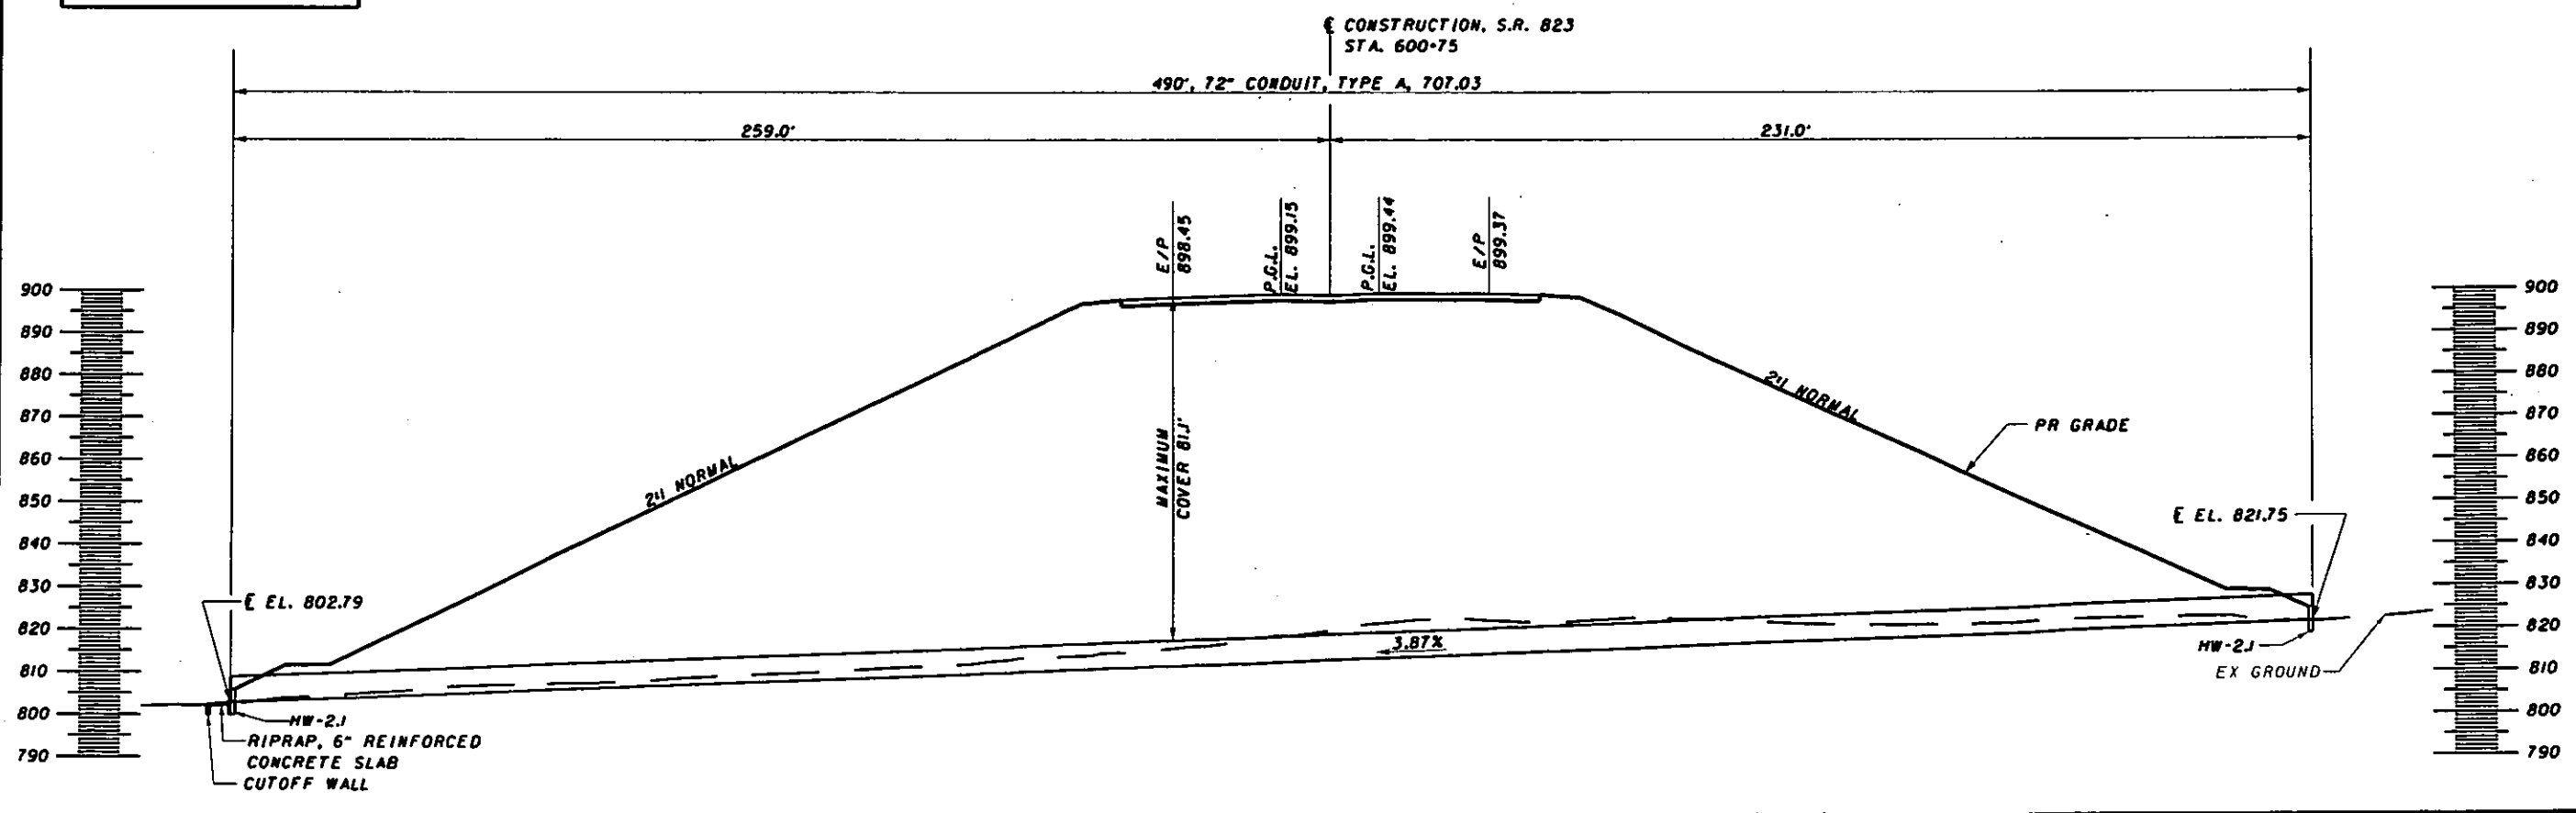 ℄ CONSTRUCTION, S.R. 823
STA. 600+75
490', 72" CONDUIT, TYPE A, 707.03
259.0'
231.0'
E/P
898.45
P.G.L.
EL. 899.15
P.G.L.
EL. 899.44
E/P
899.37
900
890
880
870
860
850
840
830
820
810
800
790
2:1 NORMAL
MAXIMUM
COVER 81.1'
2:1 NORMAL
PR GRADE
℄ EL. 821.75
℄ EL. 802.79
3.87%
HW-2.1
EX GROUND
HW-2.1
RIPRAP, 6" REINFORCED
CONCRETE SLAB
CUTOFF WALL
900
890
880
870
860
850
840
830
820
810
800
790